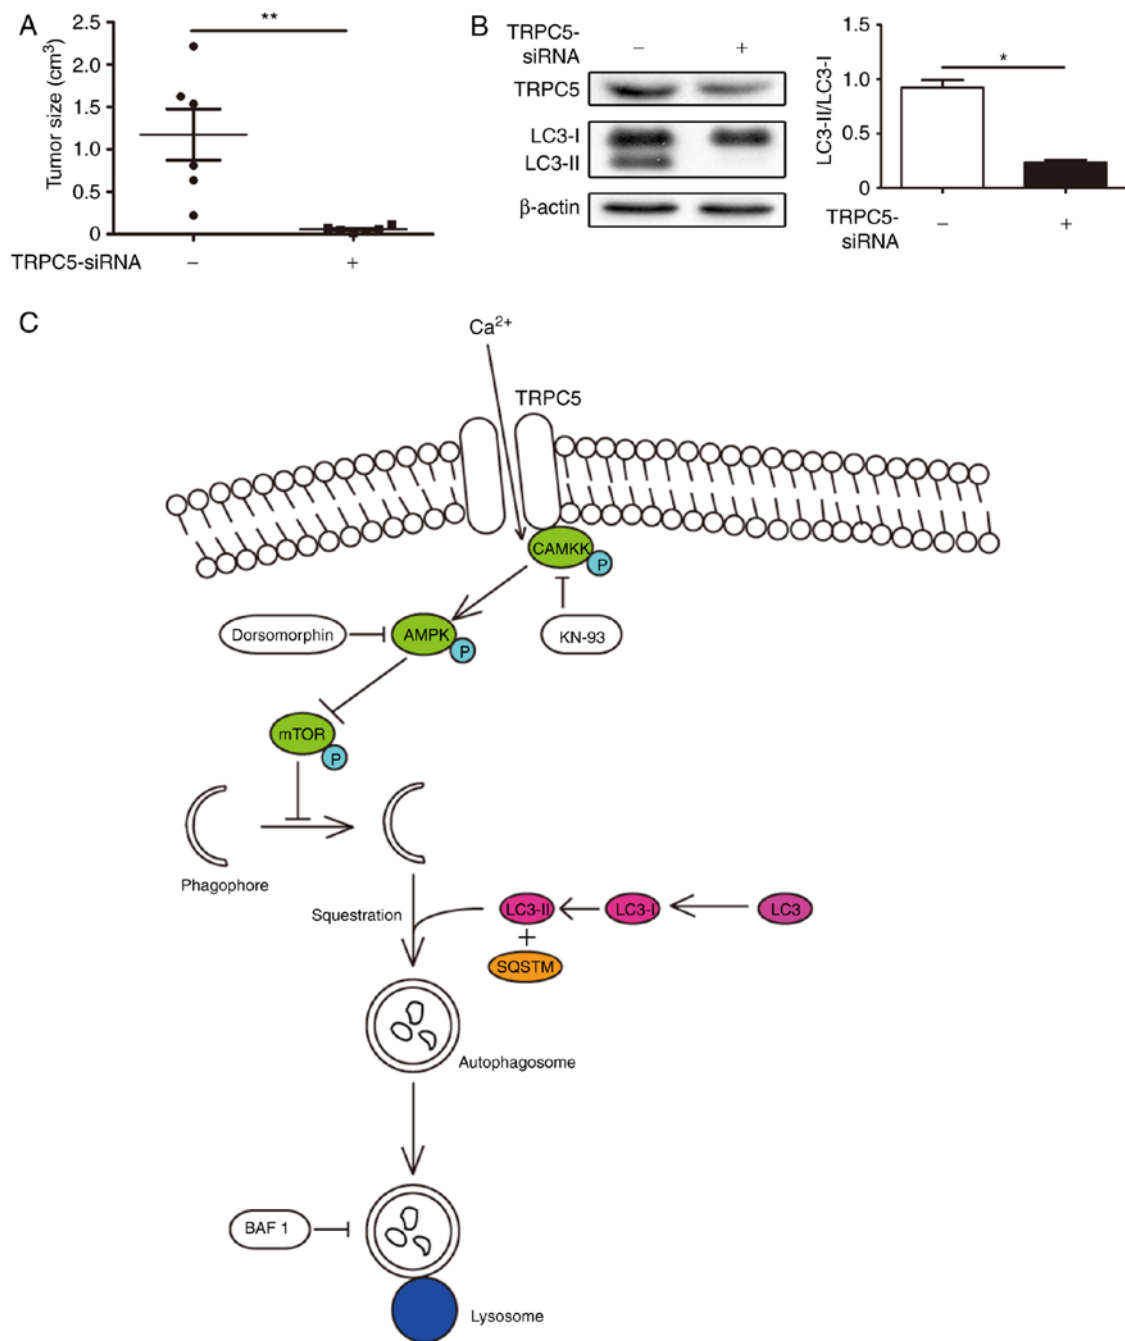 A
Tumor size (cm³)
2.5
2.0
1.5
1.0
0.5
0
**
TRPC5-siRNA
–
+
B
TRPC5-
siRNA
–
+
TRPC5
LC3-I
LC3-II
β-actin
LC3-II/LC3-I
1.5
1.0
0.5
0
*
TRPC5-
siRNA
–
+
C
Ca²⁺
TRPC5
CAMKK
P
Dorsomorphin
AMPK
P
KN-93
mTOR
P
Phagophore
Squestration
LC3-II
LC3-I
LC3
+
SQSTM
Autophagosome
BAF 1
Lysosome